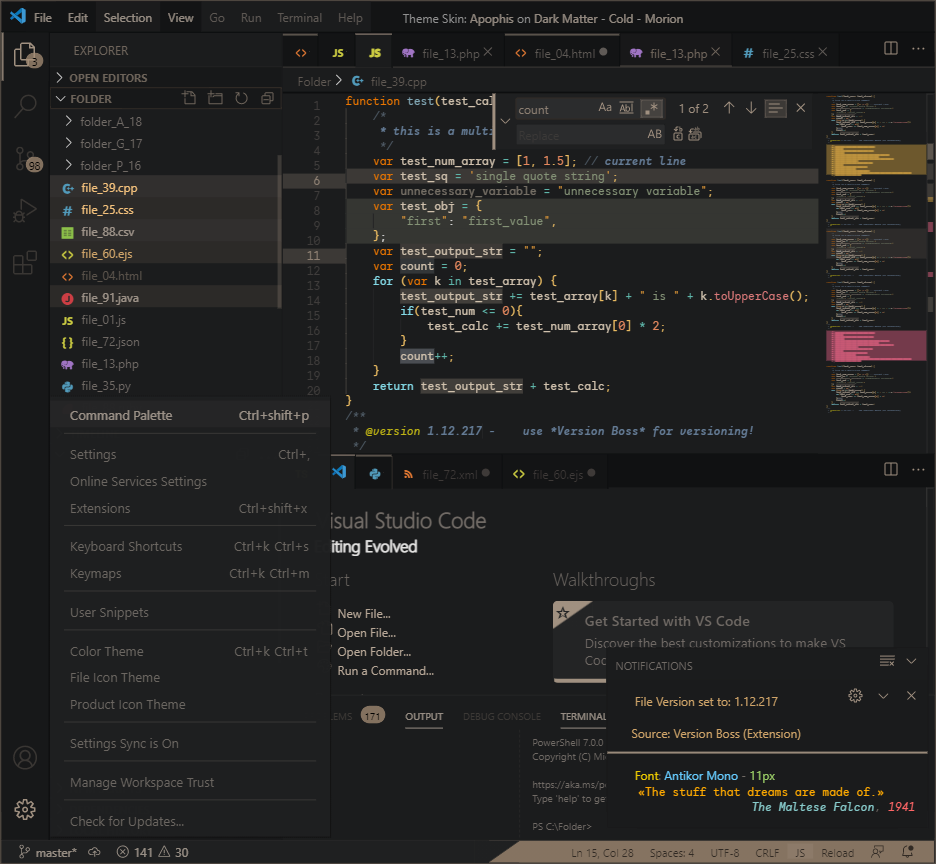 File Edit Selection View Go Run Terminal Help Theme Skin: Apophis on Dark Matter - Cold - Morion
3
98
EXPLORER
OPEN EDITORS
FOLDER
folder_A_18
folder_G_17
folder_P_16
file_39.cpp
file_25.css
file_88.csv
file_60.ejs
file_04.html
file_91.java
JS file_01.js
file_72.json
file_13.php
file_35.py
JS JS file_13.php file_04.html file_13.php # file_25.css
Folder > file_39.cpp
count Aa Abl .* 1 of 2
Replace AB
1 function test(test_cal
2 /*
3 * this is a multi
4 */
5 var test_num_array = [1, 1.5]; // current line
6 var test_sq = 'single quote string';
7 var unnecessary_variable = "unnecessary variable";
8 var test_obj = {
9 "first": "first_value",
10 };
11 var test_output_str = "";
12 var count = 0;
13 for (var k in test_array) {
14 test_output_str += test_array[k] + " is " + k.toUpperCase();
15 if(test_num <= 0){
16 test_calc += test_num_array[0] * 2;
17 }
18 count++;
19 }
20 return test_output_str + test_calc;
}
/**
* @version 1.12.217 - use *Version Boss* for versioning!
*/
Command Palette Ctrl+shift+p
Settings Ctrl+,
Online Services Settings
Extensions Ctrl+shift+x
Keyboard Shortcuts Ctrl+k Ctrl+s
Keymaps Ctrl+k Ctrl+m
User Snippets
Color Theme Ctrl+k Ctrl+t
File Icon Theme
Product Icon Theme
Settings Sync is On
Manage Workspace Trust
Check for Updates...
file_72.xml file_60.ejs
isual Studio Code
iting Evolved
art
New File...
Open File...
Open Folder...
Run a Command...
Walkthroughs
Get Started with VS Code
Discover the best customizations to make VS
Coc
LEMS 171 OUTPUT DEBUG CONSOLE TERMINAL
PowerShell 7.0.0
Copyright (C) Mi
https://aka.ms/p
Type 'help' to ge
PS C:\Folder>
NOTIFICATIONS
File Version set to: 1.12.217
Source: Version Boss (Extension)
Font: Antikor Mono - 11px
«The stuff that dreams are made of.»
The Maltese Falcon, 1941
master* 141 30 Ln 15, Col 28 Spaces: 4 UTF-8 CRLF JS Reload